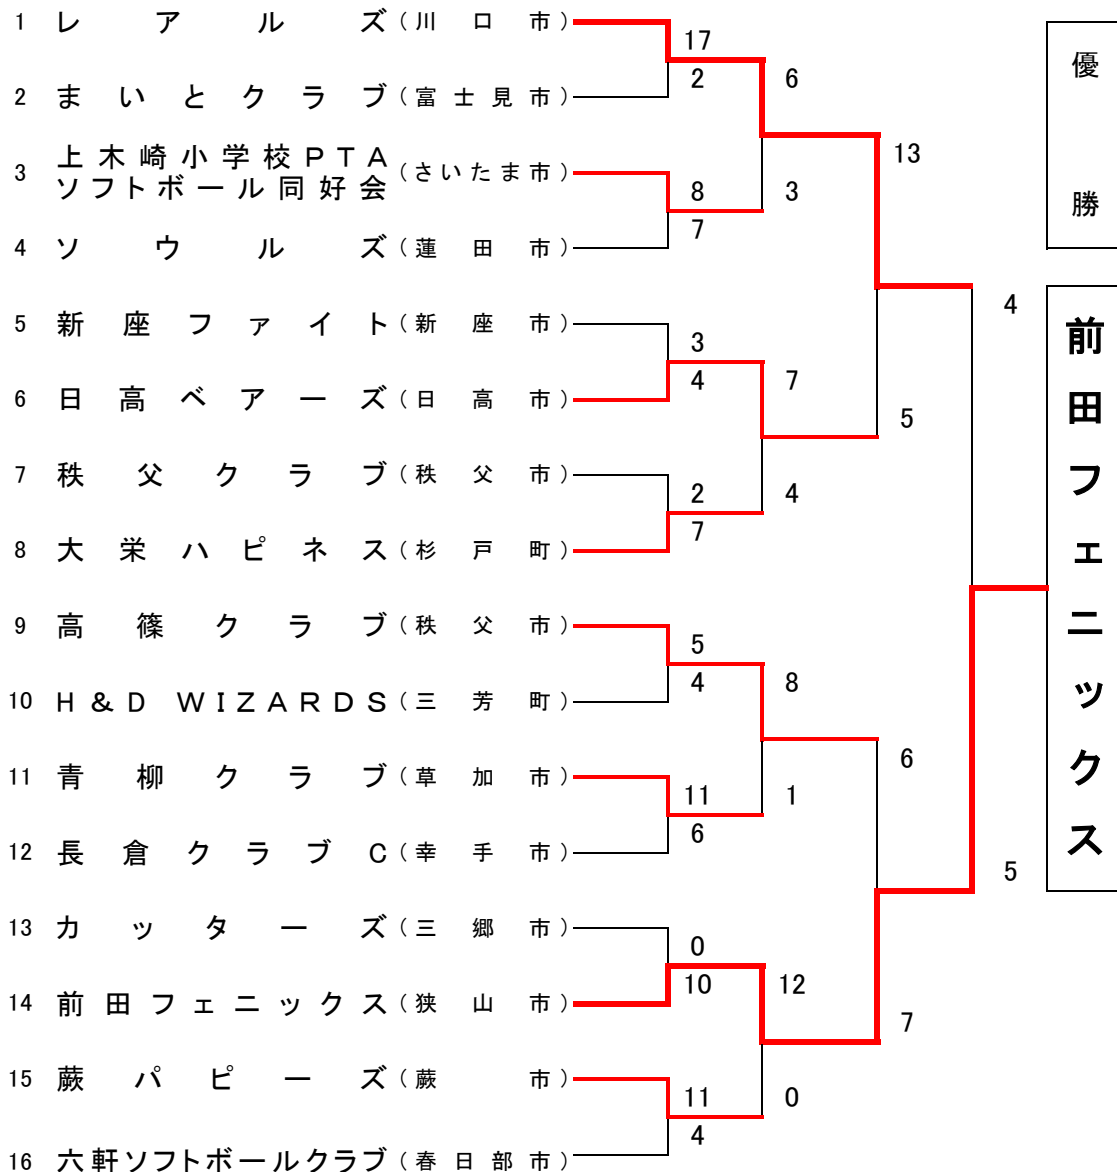 1 レアルズ (川口市)
17
2
2 まいとクラブ (富士見市)
6
3 上木崎小学校PTA
ソフトボール同好会 (さいたま市)
8
7
3
4 ソウルズ (蓮田市)
13
5 新座ファイト (新座市)
3
4
6 日高ベアーズ (日高市)
7
7 秩父クラブ (秩父市)
2
7
4
8 大栄ハピネス (杉戸町)
5
4
9 高篠クラブ (秩父市)
5
4
10 H&D WIZARDS (三芳町)
8
11 青柳クラブ (草加市)
11
6
1
12 長倉クラブC (幸手市)
6
13 カッターズ (三郷市)
0
10
14 前田フェニックス (狭山市)
12
15 蕨パピーズ (蕨市)
11
4
0
16 六軒ソフトボールクラブ (春日部市)
7
5
優勝
前田フェニックス